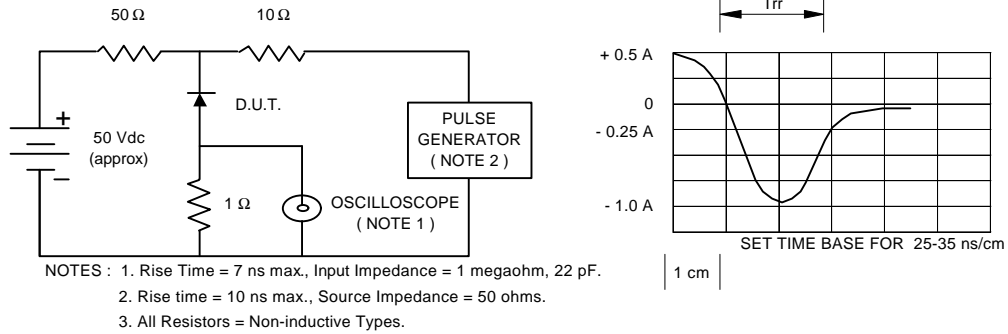 50 Ω
10 Ω
D.U.T.
+
50 Vdc
(approx)
−
1 Ω
OSCILLOSCOPE
( NOTE 1 )
PULSE
GENERATOR
( NOTE 2 )
NOTES : 1. Rise Time = 7 ns max., Input Impedance = 1 megaohm, 22 pF.
2. Rise time = 10 ns max., Source Impedance = 50 ohms.
3. All Resistors = Non-inductive Types.
Trr
+ 0.5 A
0
- 0.25 A
- 1.0 A
SET TIME BASE FOR 25-35 ns/cm
1 cm